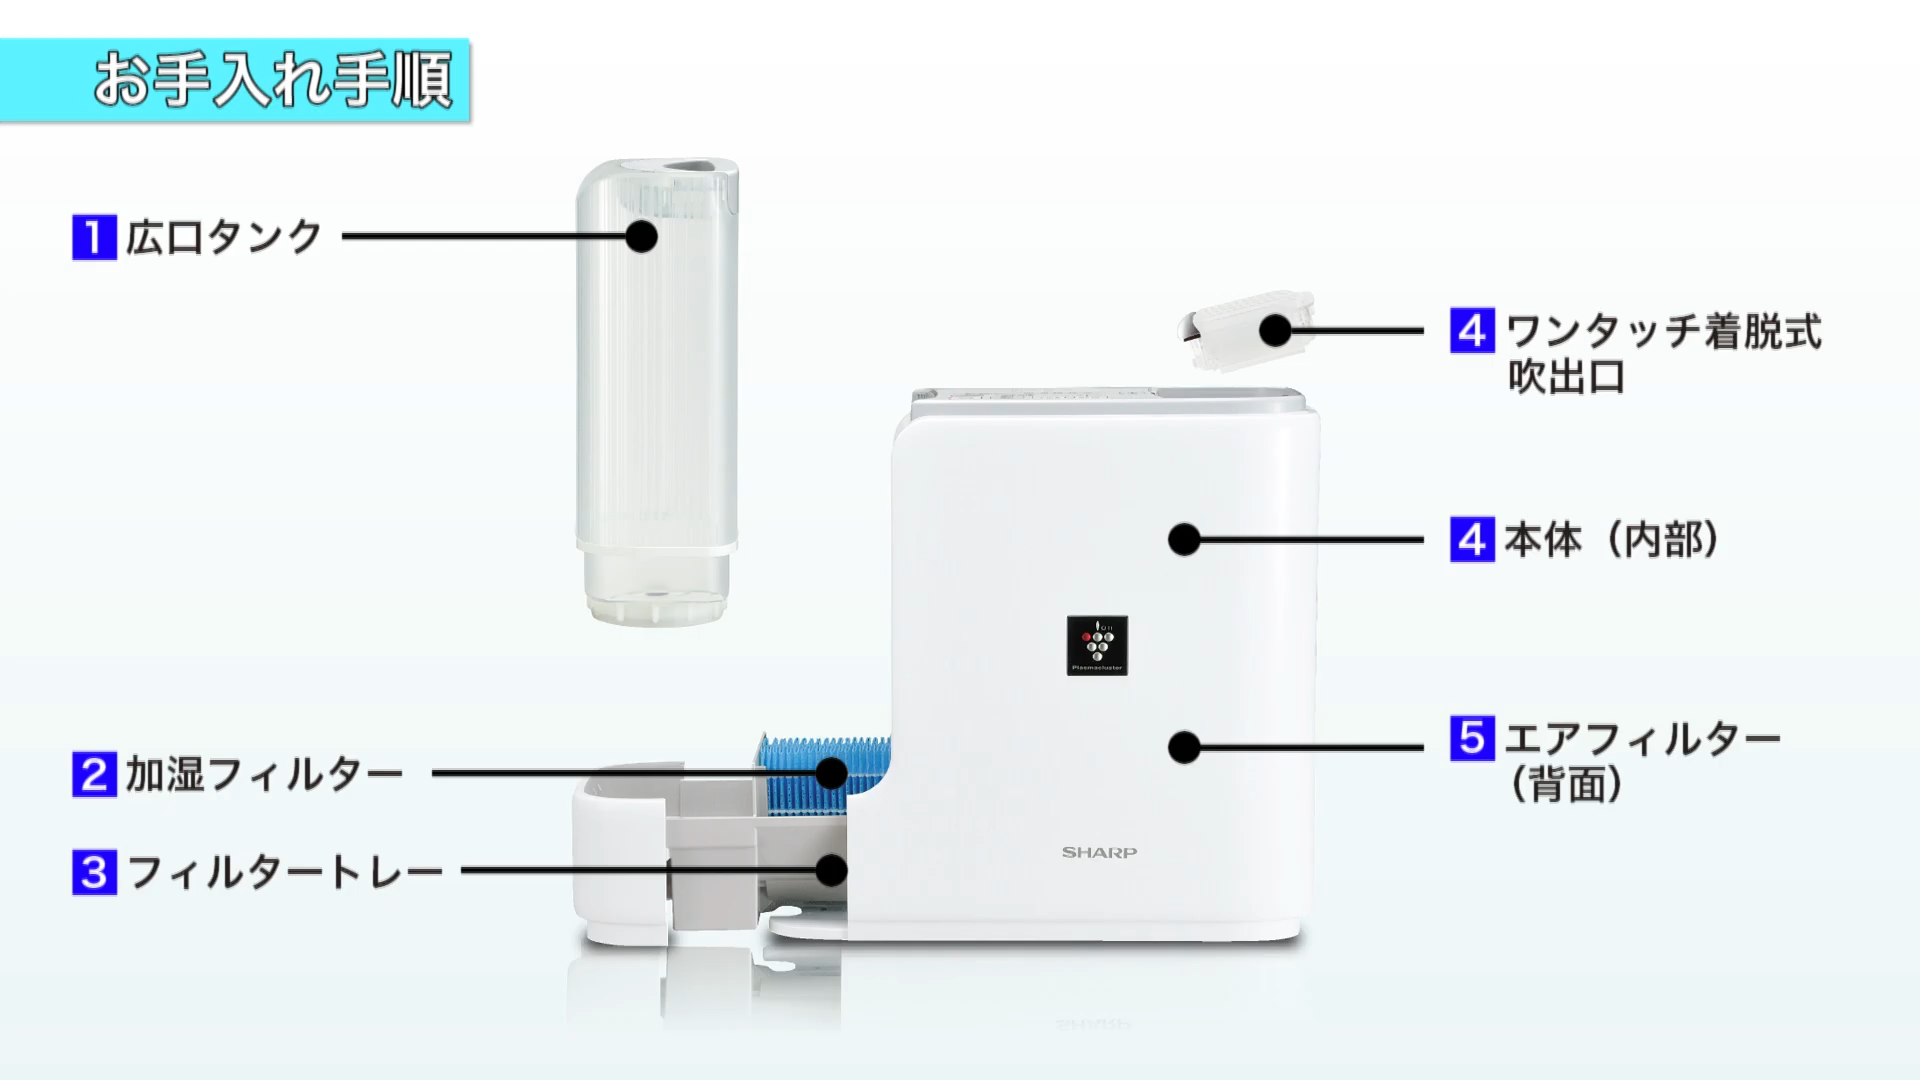 お手入れ手順
1 広口タンク
4 ワンタッチ着脱式
吹出口
4 本体（内部）
Plasmacluster
2 加湿フィルター
5 エアフィルター
（背面）
SHARP
3 フィルタートレー